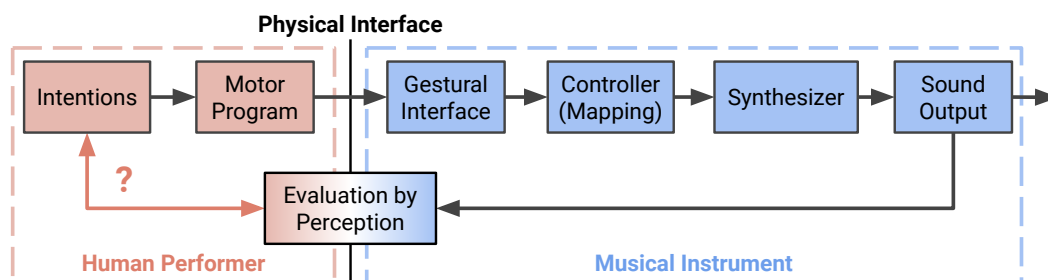 Physical Interface
Intentions
Motor
Program
Gestural
Interface
Controller
(Mapping)
Synthesizer
Sound
Output
?
Evaluation by
Perception
Human Performer
Musical Instrument